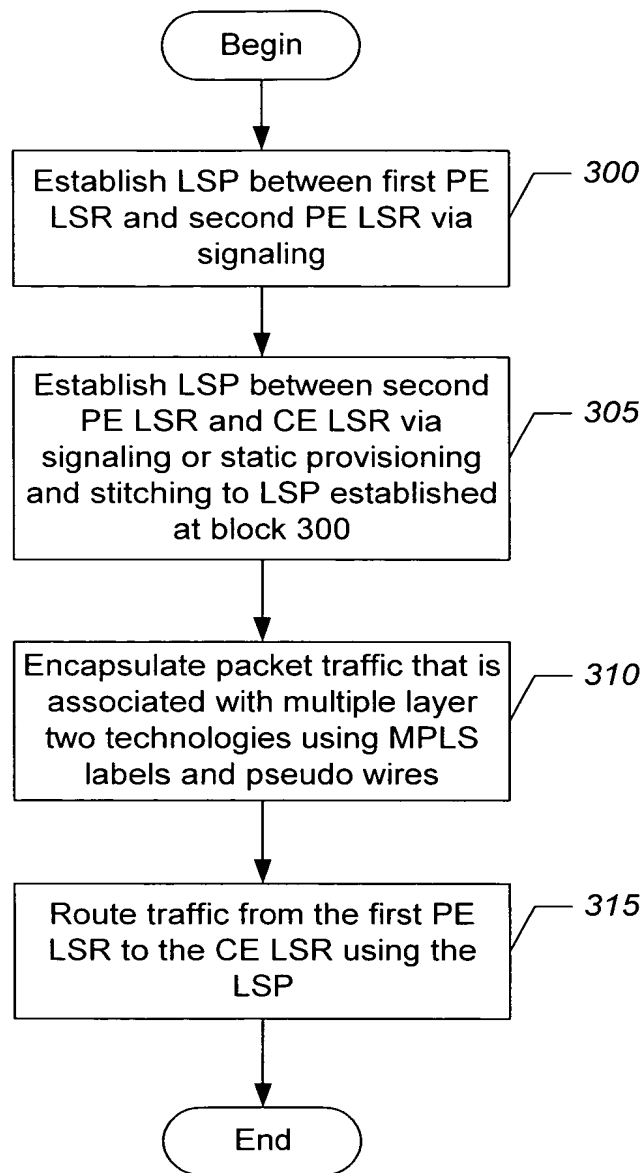 Begin
Establish LSP between first PE
LSR and second PE LSR via
signaling
300
Establish LSP between second
PE LSR and CE LSR via
signaling or static provisioning
and stitching to LSP established
at block 300
305
Encapsulate packet traffic that is
associated with multiple layer
two technologies using MPLS
labels and pseudo wires
310
Route traffic from the first PE
LSR to the CE LSR using the
LSP
315
End